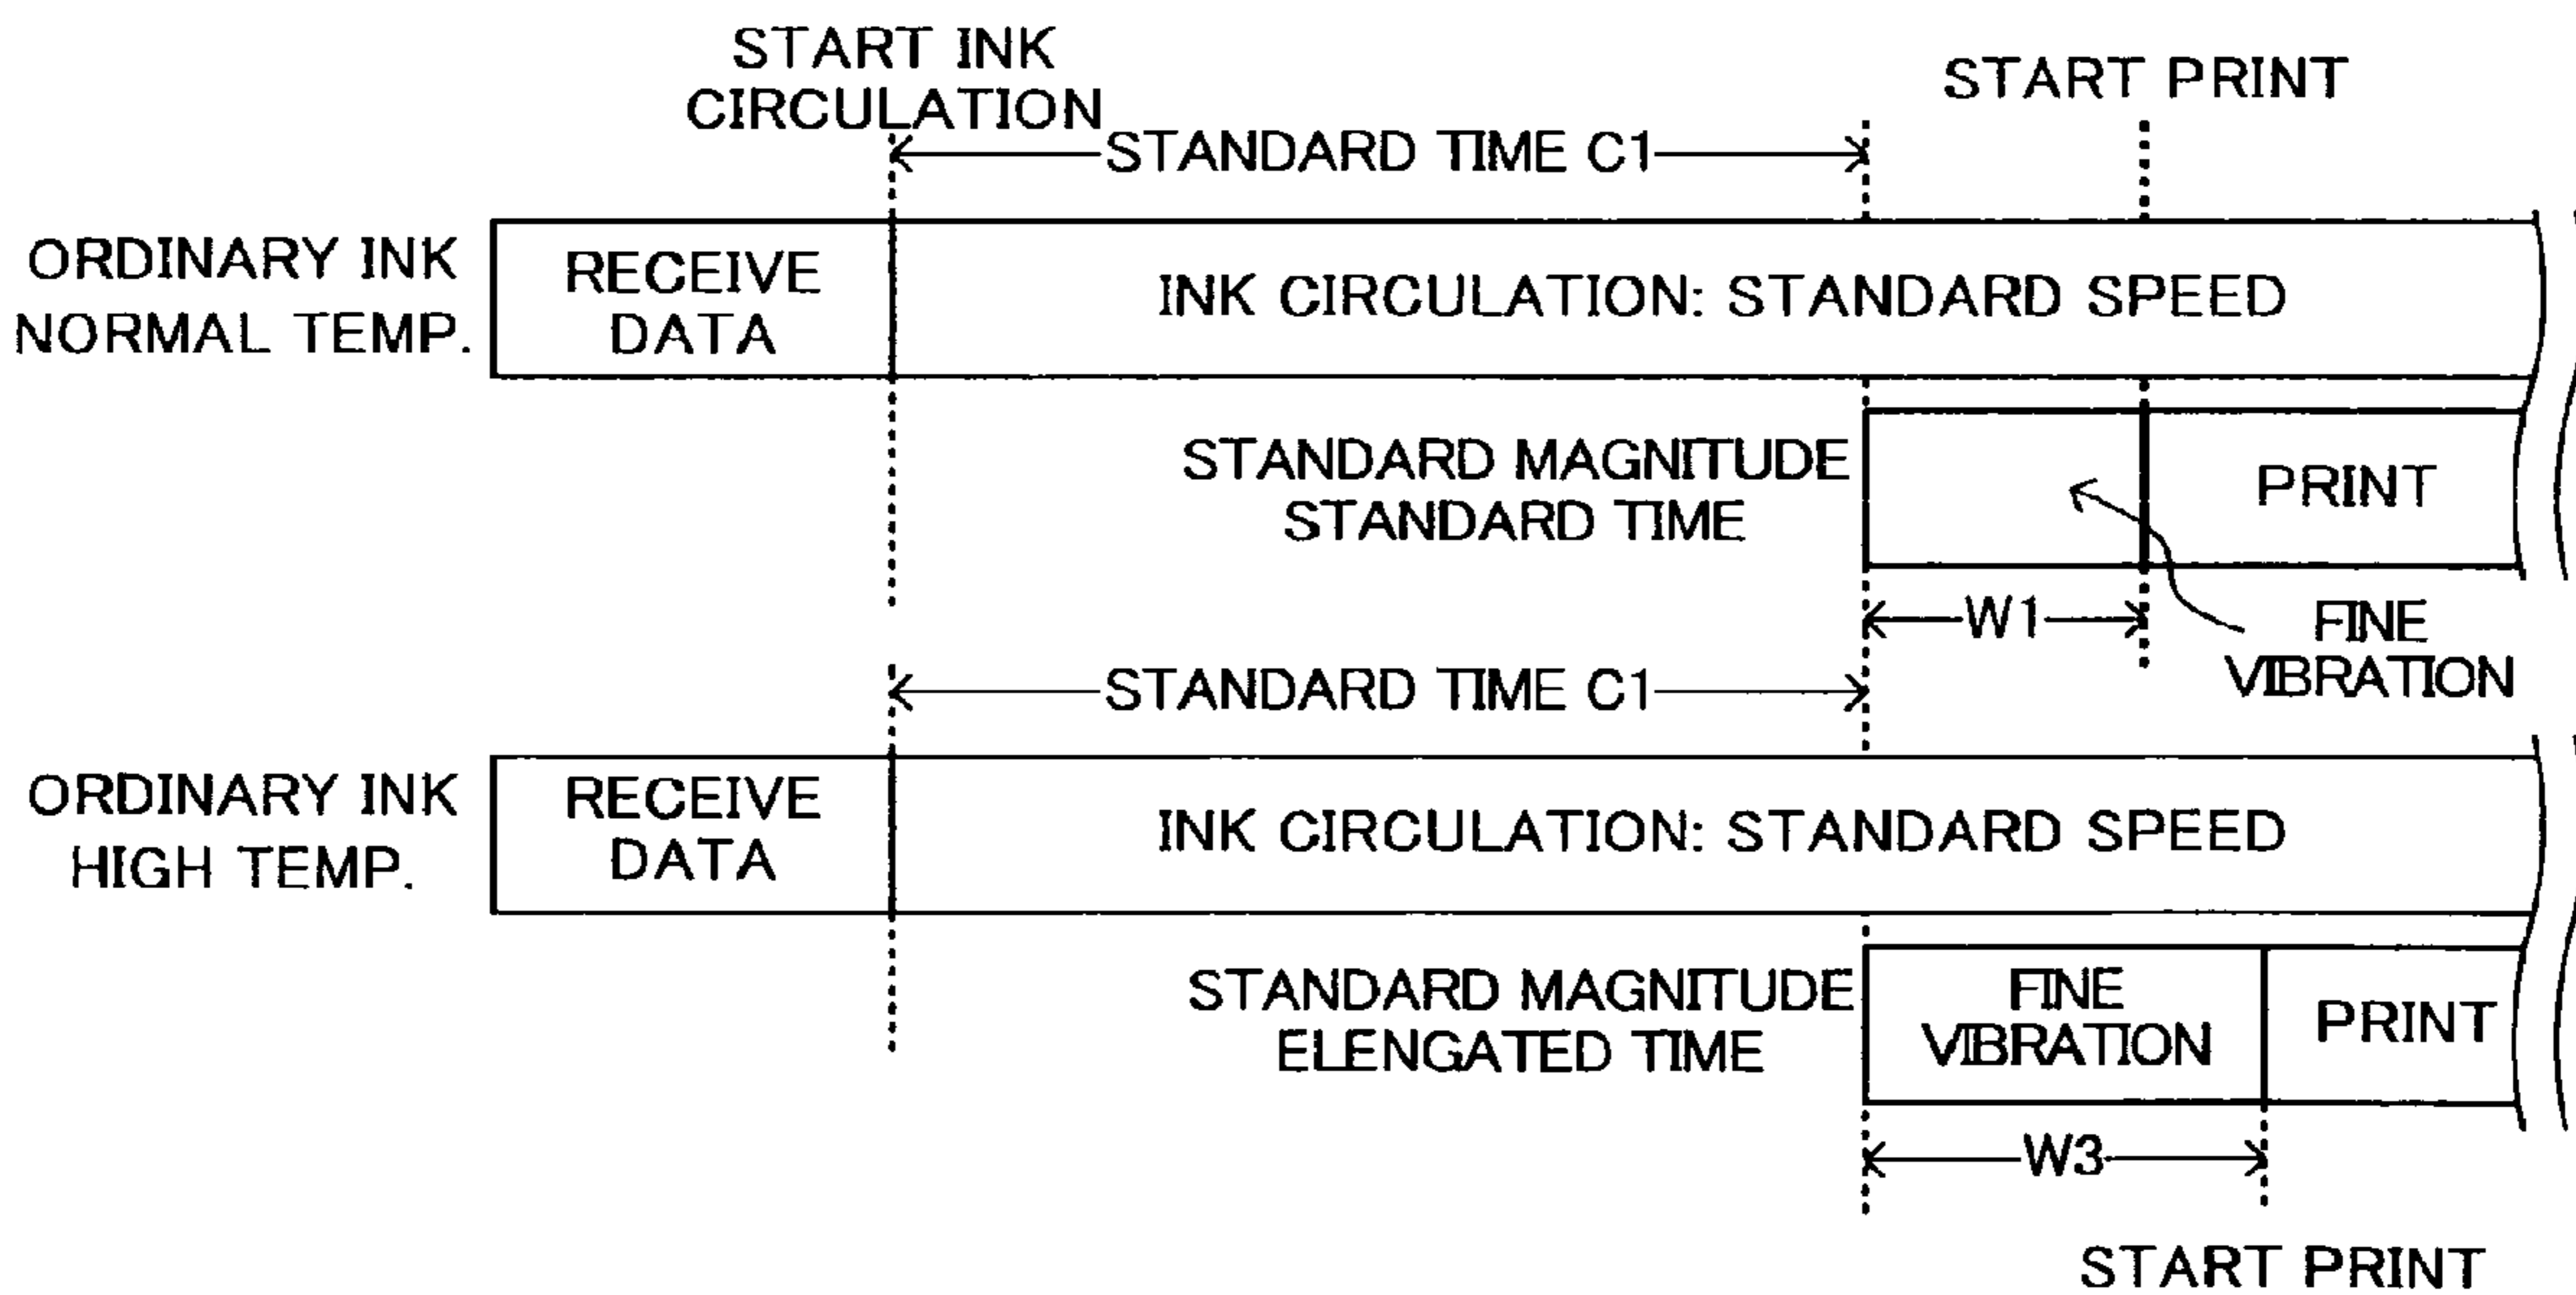 START INK
CIRCULATION
START PRINT
STANDARD TIME C1
ORDINARY INK
NORMAL TEMP.
RECEIVE
DATA
INK CIRCULATION: STANDARD SPEED
STANDARD MAGNITUDE
STANDARD TIME
PRINT
W1
FINE
VIBRATION
STANDARD TIME C1
ORDINARY INK
HIGH TEMP.
RECEIVE
DATA
INK CIRCULATION: STANDARD SPEED
STANDARD MAGNITUDE
ELENGATED TIME
FINE
VIBRATION
PRINT
W3
START PRINT